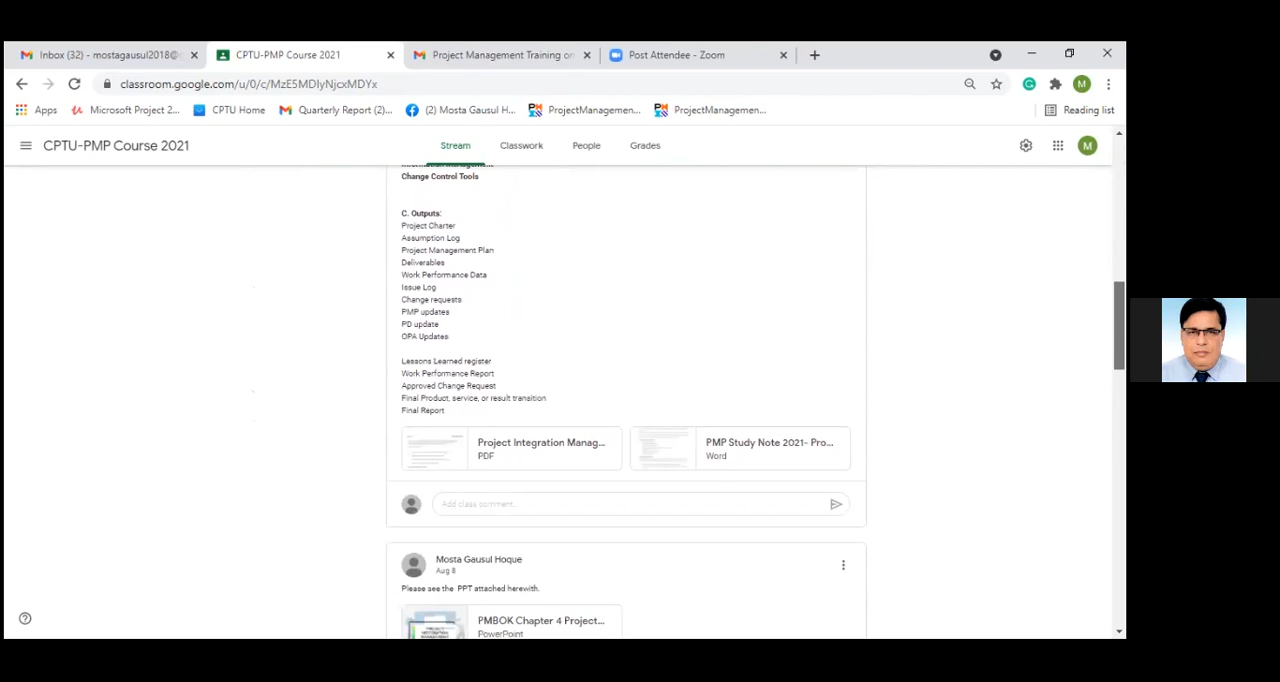 Inbox (32) - mostagausul2018@
CPTU-PMP Course 2021
Project Management Training on
Post Attendee - Zoom
classroom.google.com/u/0/c/MzE5MDIyNjcxMDYx
Apps
Microsoft Project 2...
CPTU Home
Quarterly Report (2)...
(2) Mosta Gausul H...
ProjectManagemen...
ProjectManagemen...
Reading list
CPTU-PMP Course 2021
Stream
Classwork
People
Grades
M
Change Control Tools
C. Outputs:
Project Charter
Assumption Log
Project Management Plan
Deliverables
Work Performance Data
Issue Log
Change requests
PMP updates
PD update
OPA Updates
Lessons Learned register
Work Performance Report
Approved Change Request
Final Product, service, or result transition
Final Report
Project Integration Manag...
PDF
PMP Study Note 2021- Pro...
Word
Add class comment...
Mosta Gausul Hoque
Aug 8
Please see the PPT attached herewith.
PMBOK Chapter 4 Project...
PowerPoint